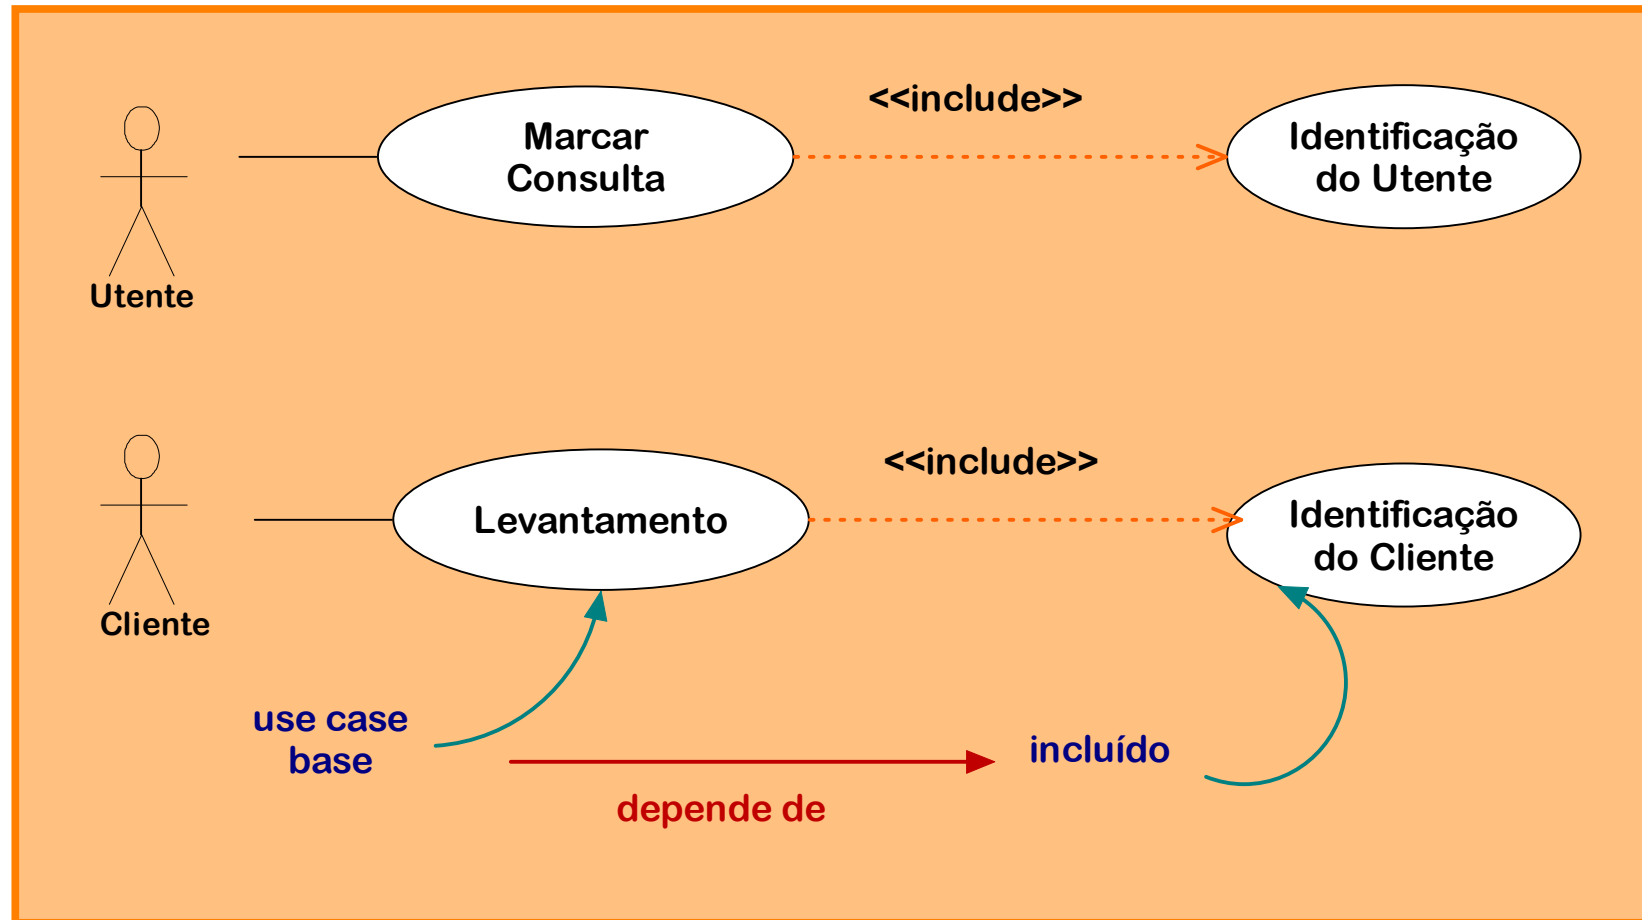 <<include>>
Marcar
Consulta
Identificação
do Utente
Utente
<<include>>
Levantamento
Identificação
do Cliente
Cliente
use case
base
incluído
depende de